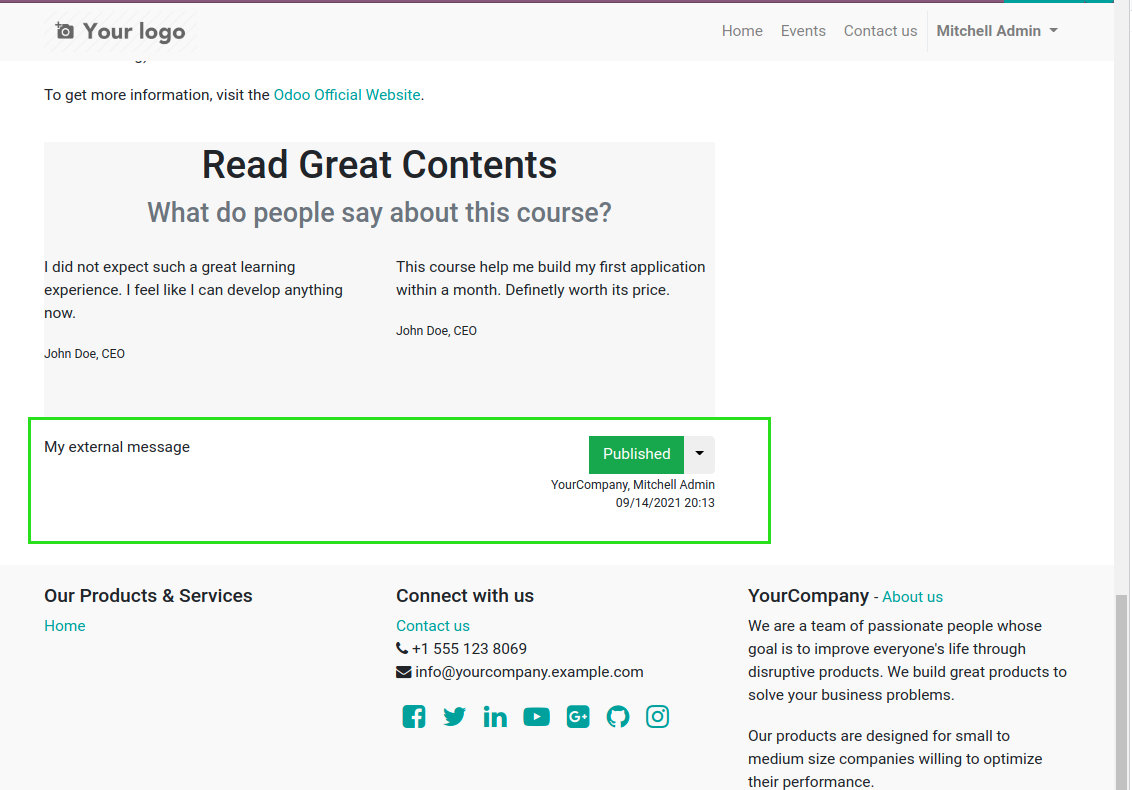 Your logo
Home Events Contact us Mitchell Admin
To get more information, visit the Odoo Official Website.
Read Great Contents
What do people say about this course?
I did not expect such a great learning
experience. I feel like I can develop anything
now.
John Doe, CEO
This course help me build my first application
within a month. Definetly worth its price.
John Doe, CEO
My external message
Published
YourCompany, Mitchell Admin
09/14/2021 20:13
Our Products & Services
Home
Connect with us
Contact us
+1 555 123 8069
info@yourcompany.example.com
YourCompany - About us
We are a team of passionate people whose
goal is to improve everyone's life through
disruptive products. We build great products to
solve your business problems.
Our products are designed for small to
medium size companies willing to optimize
their performance.